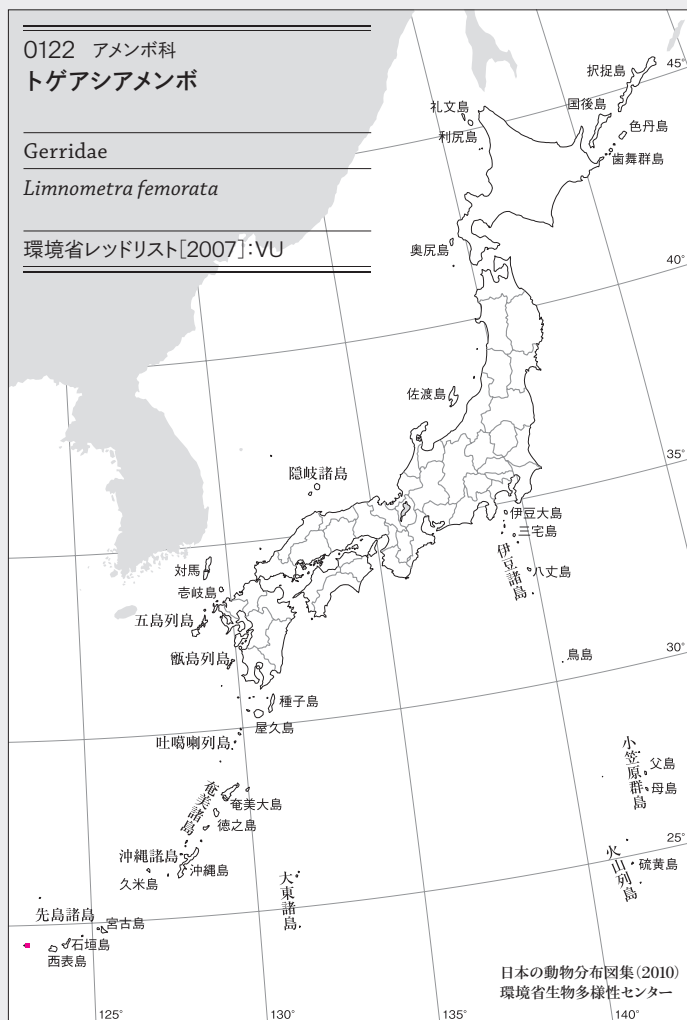 0122 アメンボ科
トゲアシアメンボ
Gerridae
Limnometra femorata
環境省レッドリスト[2007]:VU
択捉島
45°
礼文島
国後島
利尻島
色丹島
歯舞群島
奥尻島
40°
佐渡島
35°
隠岐諸島
伊豆大島
三宅島
伊豆諸島
八丈島
対馬
壱岐島
五島列島
甑島列島
鳥島
30°
種子島
屋久島
吐噶喇列島
小笠原群島
父島
母島
奄美諸島
奄美大島
徳之島
25°
沖縄諸島
沖縄島
久米島
大東諸島
火山列島
硫黄島
先島諸島
宮古島
石垣島
西表島
日本の動物分布図集(2010)
環境省生物多様性センター
125°
130°
135°
140°